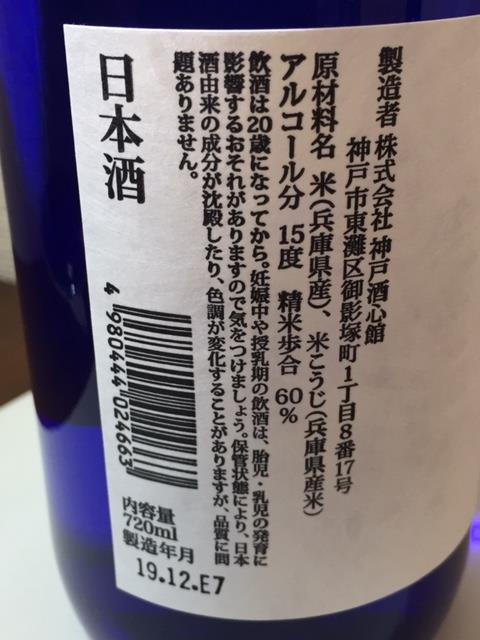 製造者 株式会社 神戸酒心館
神戸市東灘区御影塚町1丁目8番17号
原材料名 米(兵庫県産)、米こうじ(兵庫県産米)
アルコール分 15度 精米歩合 60%
飲酒は20歳になってから。妊娠中や授乳期の飲酒は、胎児・乳児の発育に
影響するおそれがありますので気をつけましょう。保管状態により、日本
酒由来の成分が沈殿したり、色調が変化することがありますが、品質に問
題ありません。
日本酒
4 980444 024663
内容量
720ml
製造年月
19.12.E7